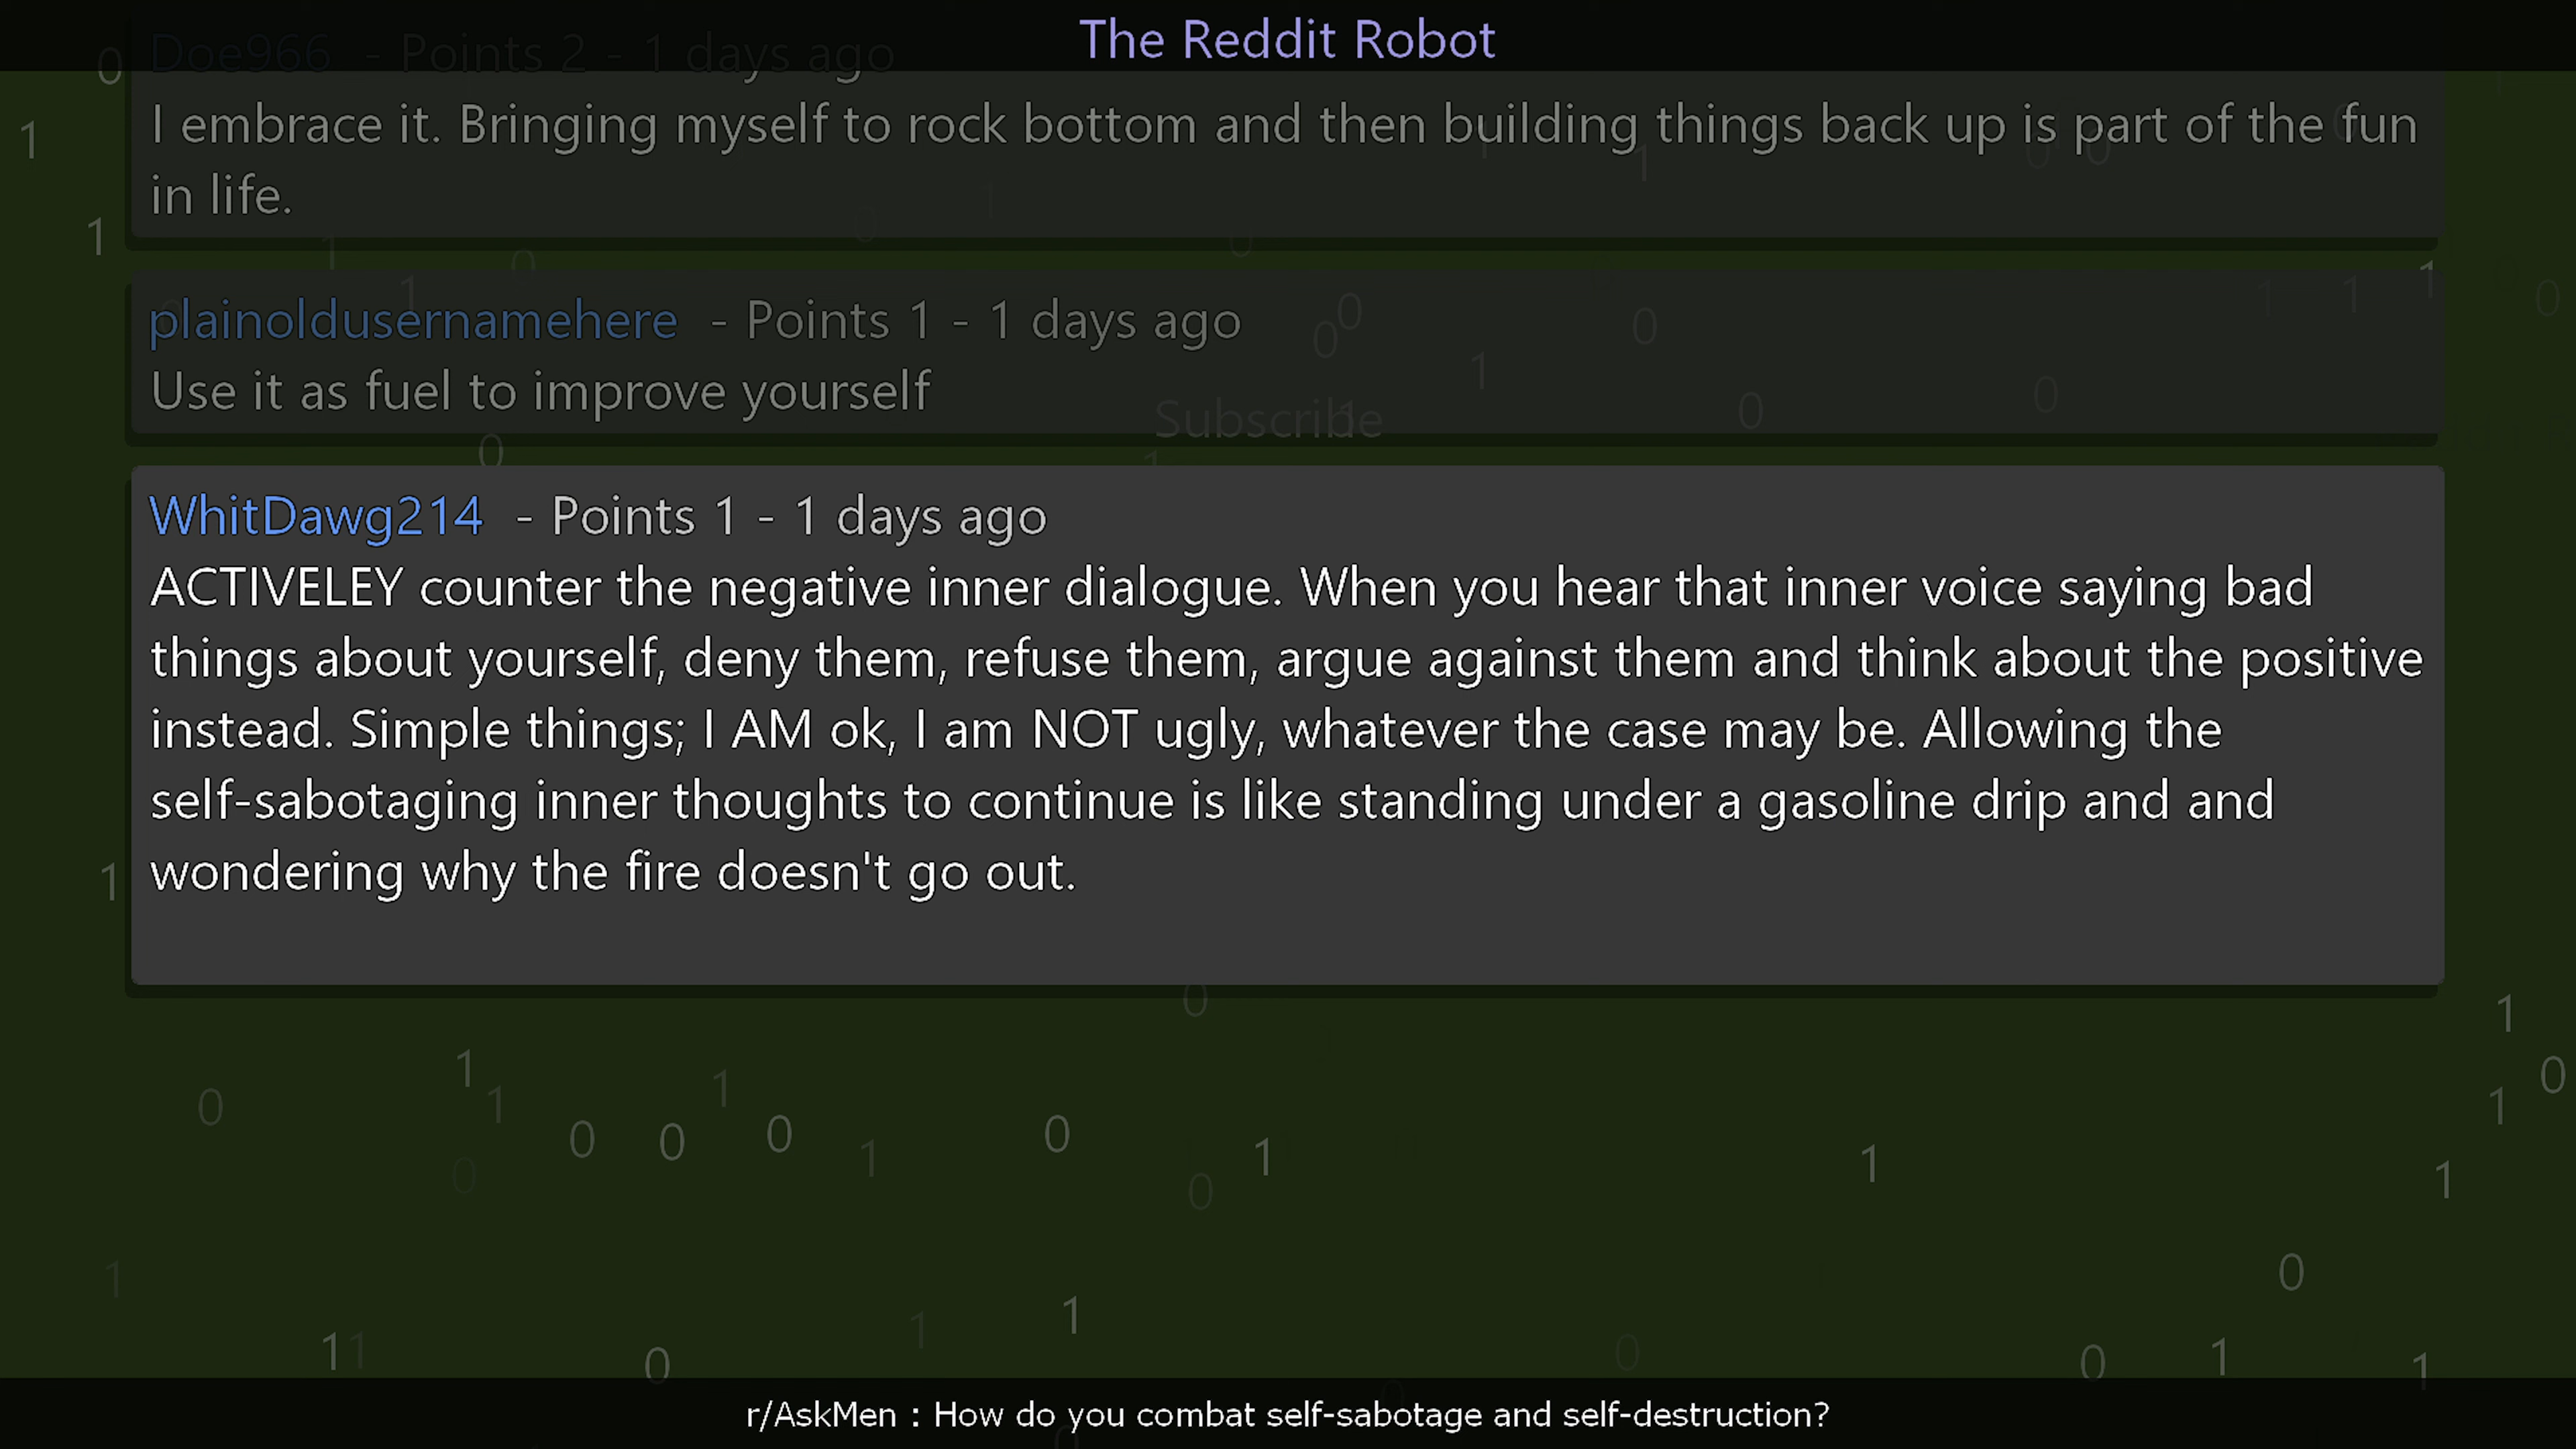 The Reddit Robot
Doe966 - Points 2 - 1 days ago
I embrace it. Bringing myself to rock bottom and then building things back up is part of the fun
in life.
plainoldusernamehere - Points 1 - 1 days ago
Use it as fuel to improve yourself
Subscribe
WhitDawg214 - Points 1 - 1 days ago
ACTIVELEY counter the negative inner dialogue. When you hear that inner voice saying bad
things about yourself, deny them, refuse them, argue against them and think about the positive
instead. Simple things; I AM ok, I am NOT ugly, whatever the case may be. Allowing the
self-sabotaging inner thoughts to continue is like standing under a gasoline drip and and
wondering why the fire doesn't go out.
r/AskMen : How do you combat self-sabotage and self-destruction?